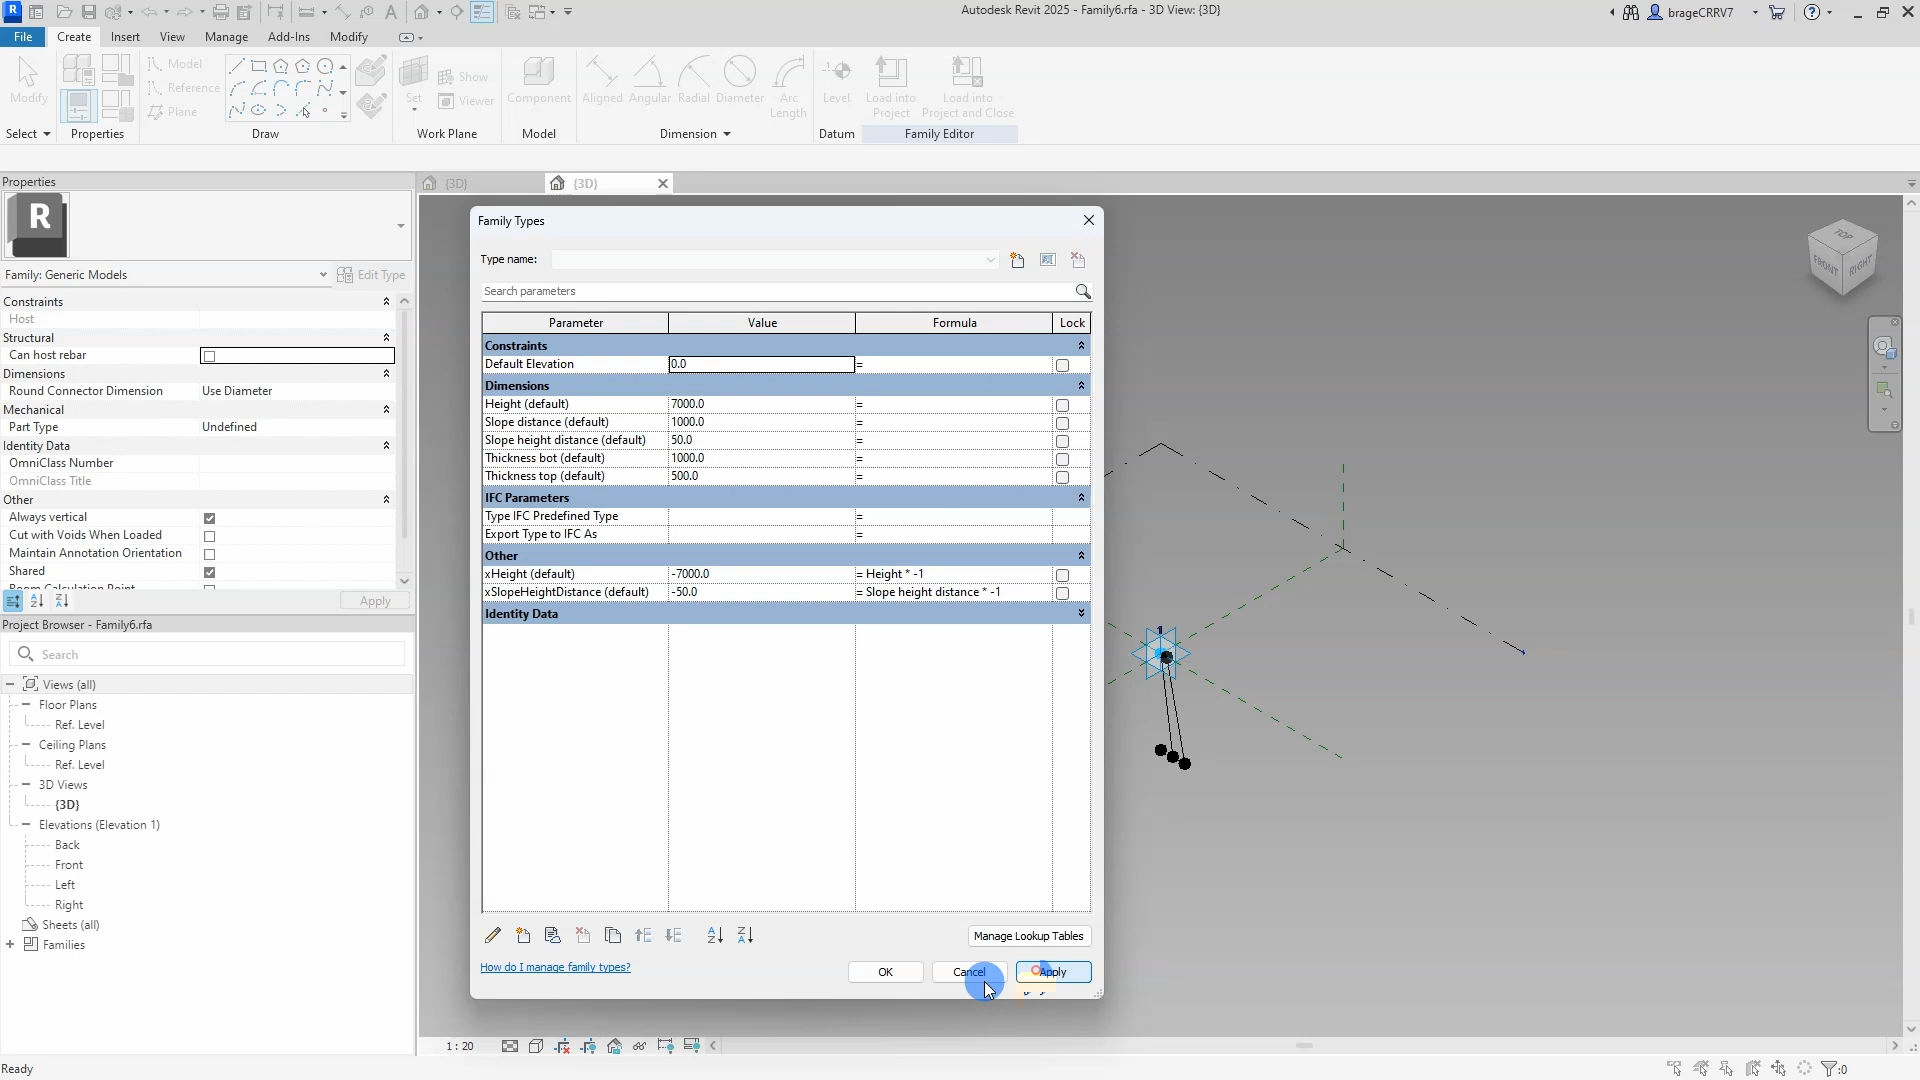 Autodesk Revit 2025 - Family6.rfa - 3D View: {3D}
brageCRRV7
File
Create
Insert
View
Manage
Add-Ins
Modify
Modify
Model
Reference
Plane
Set
Show
Viewer
Component
Aligned
Angular
Radial
Diameter
Arc
Length
Level
Load into
Project
Load into
Project and Close
Select
Properties
Draw
Work Plane
Model
Dimension
Datum
Family Editor
Properties
{3D}
{3D}
R
Family: Generic Models
Edit Type
Constraints
Host
Structural
Can host rebar
Dimensions
Round Connector Dimension Use Diameter
Mechanical
Part Type Undefined
Identity Data
OmniClass Number
OmniClass Title
Other
Always vertical
Cut with Voids When Loaded
Maintain Annotation Orientation
Shared
Room Calculation Point
Apply
Project Browser - Family6.rfa
Search
Views (all)
Floor Plans
Ref. Level
Ceiling Plans
Ref. Level
3D Views
{3D}
Elevations (Elevation 1)
Back
Front
Left
Right
Sheets (all)
Families
Family Types
Type name:
Search parameters
Parameter Value Formula Lock
Constraints
Default Elevation 0.0 =
Dimensions
Height (default) 7000.0 =
Slope distance (default) 1000.0 =
Slope height distance (default) 50.0 =
Thickness bot (default) 1000.0 =
Thickness top (default) 500.0 =
IFC Parameters
Type IFC Predefined Type =
Export Type to IFC As =
Other
xHeight (default) -7000.0 = Height * -1
xSlopeHeightDistance (default) -50.0 = Slope height distance * -1
Identity Data
Manage Lookup Tables
How do I manage family types?
OK
Cancel
Apply
TOP
FRONT
RIGHT
1
1 : 20
Ready
:0